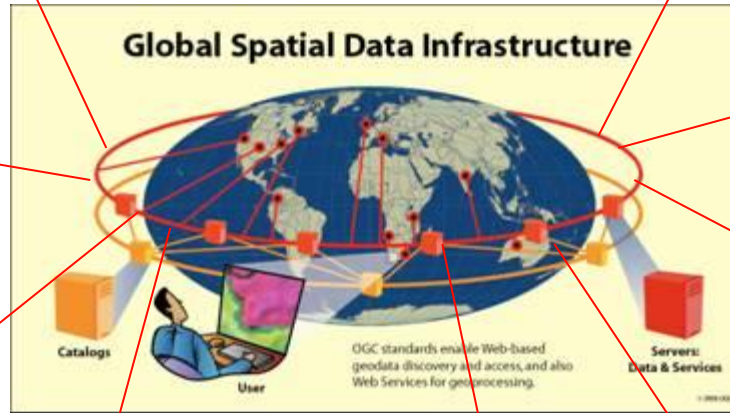 Global Spatial Data Infrastructure
Catalogs
User
OGC standards enable Web-based
geodata discovery and access, and also
Web Services for geoprocessing.
Servers:
Data & Services